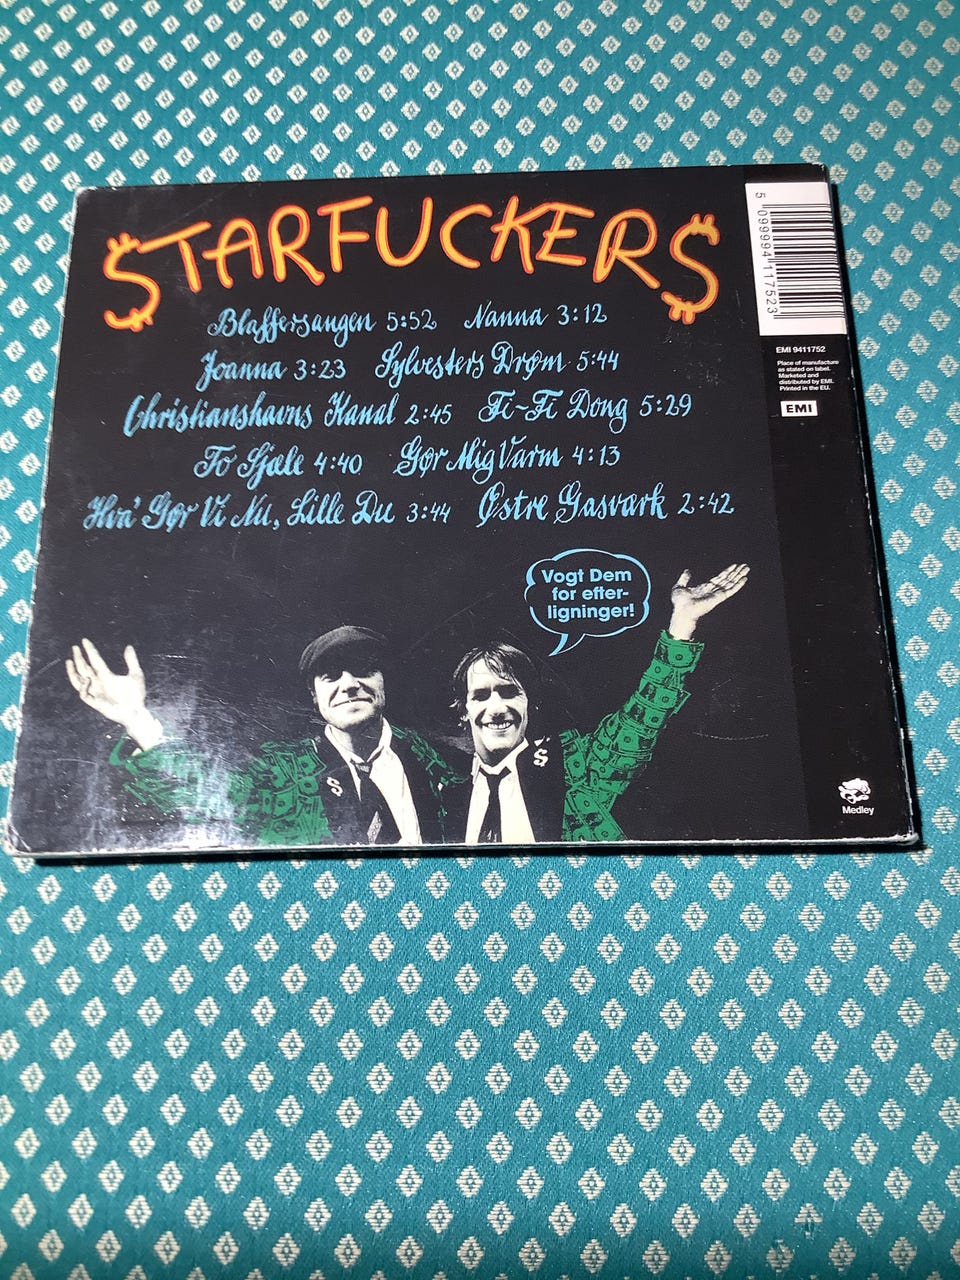 $TARFUCKER$
Blaffersangen 5:52 Nanna 3:12
Joanna 3:23 Sylvesters Drøm 5:44
Christianshavns Kanal 2:45 Fi-Fi Dong 5:29
To Sjæle 4:40 Gør Mig Varm 4:13
Hva' Gør Vi Nu, Lille Du 3:44 Østre Gasværk 2:42
Vogt Dem
for efter-
ligninger!
$ $
5 099994 117523
EMI 9411752
Place of manufacture
as stated on label.
Marketed and
distributed by EMI.
Printed in the EU.
EMI
Medley